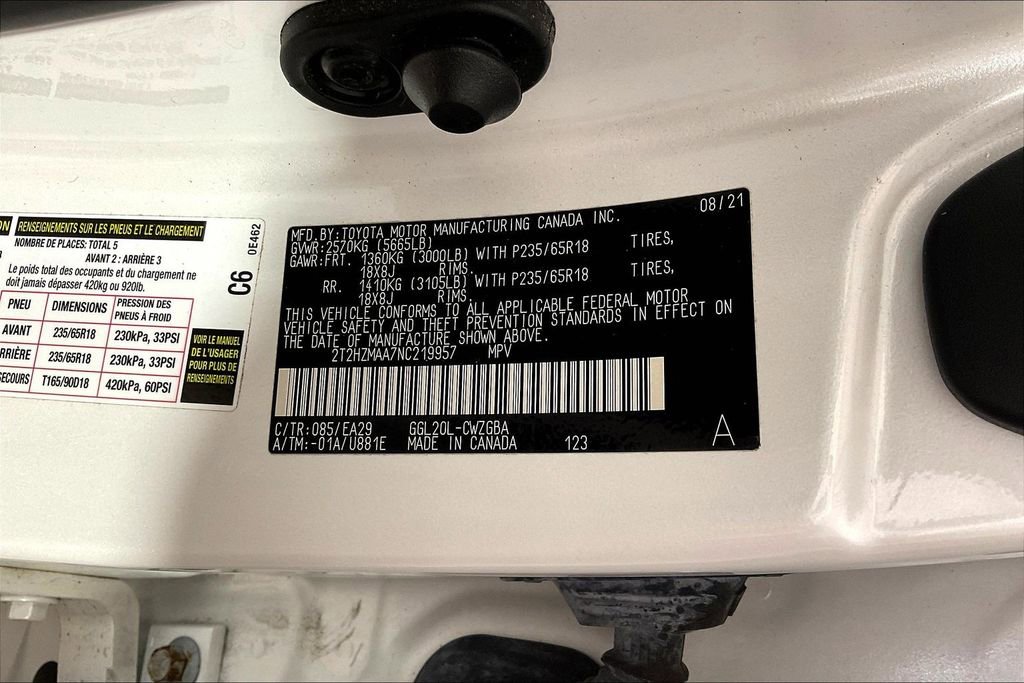 ON RENSEIGNEMENTS SUR LES PNEUS ET LE CHARGEMENT
NOMBRE DE PLACES: TOTAL 5
AVANT 2 : ARRIÈRE 3
Le poids total des occupants et du chargement ne
doit jamais dépasser 420kg ou 920lb.
PNEU DIMENSIONS PRESSION DES PNEUS À FROID
AVANT 235/65R18 230kPa, 33PSI
RRIÈRE 235/65R18 230kPa, 33PSI
SECOURS T165/90D18 420kPa, 60PSI
VOIR LE MANUEL
DE L'USAGER
POUR PLUS DE
RENSEIGNEMENTS
C6
0E462
08/21
MFD.BY:TOYOTA MOTOR MANUFACTURING CANADA INC.
GVWR:2570KG (5665LB)
GAWR:FRT. 1360KG (3000LB) WITH P235/65R18 TIRES,
18X8J RIMS.
RR. 1410KG (3105LB) WITH P235/65R18 TIRES,
18X8J RIMS.
THIS VEHICLE CONFORMS TO ALL APPLICABLE FEDERAL MOTOR
VEHICLE SAFETY AND THEFT PREVENTION STANDARDS IN EFFECT ON
THE DATE OF MANUFACTURE SHOWN ABOVE.
2T2HZMAA7NC219957 MPV
C/TR:085/EA29 GGL20L-CWZGBA
A/TM:-01A/U881E MADE IN CANADA 123 A